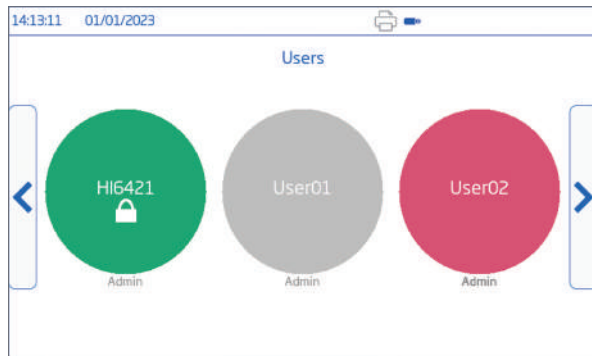 14:13:11 01/01/2023
Users
HI6421 User01 User02
Admin Admin Admin